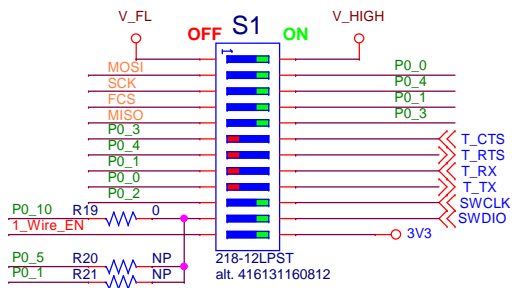 V_FL OFF S1 ON V_HIGH
1
MOSI P0_0
SCK P0_4
FCS P0_1
MISO P0_3
P0_3 T_CTS
P0_4 T_RTS
P0_1 T_RX
P0_0 T_TX
P0_2 SWCLK
P0_10 R19 0 SWDIO
1_Wire_EN 3V3
P0_5 R20 NP 218-12LPST
P0_1 R21 NP alt. 416131160812